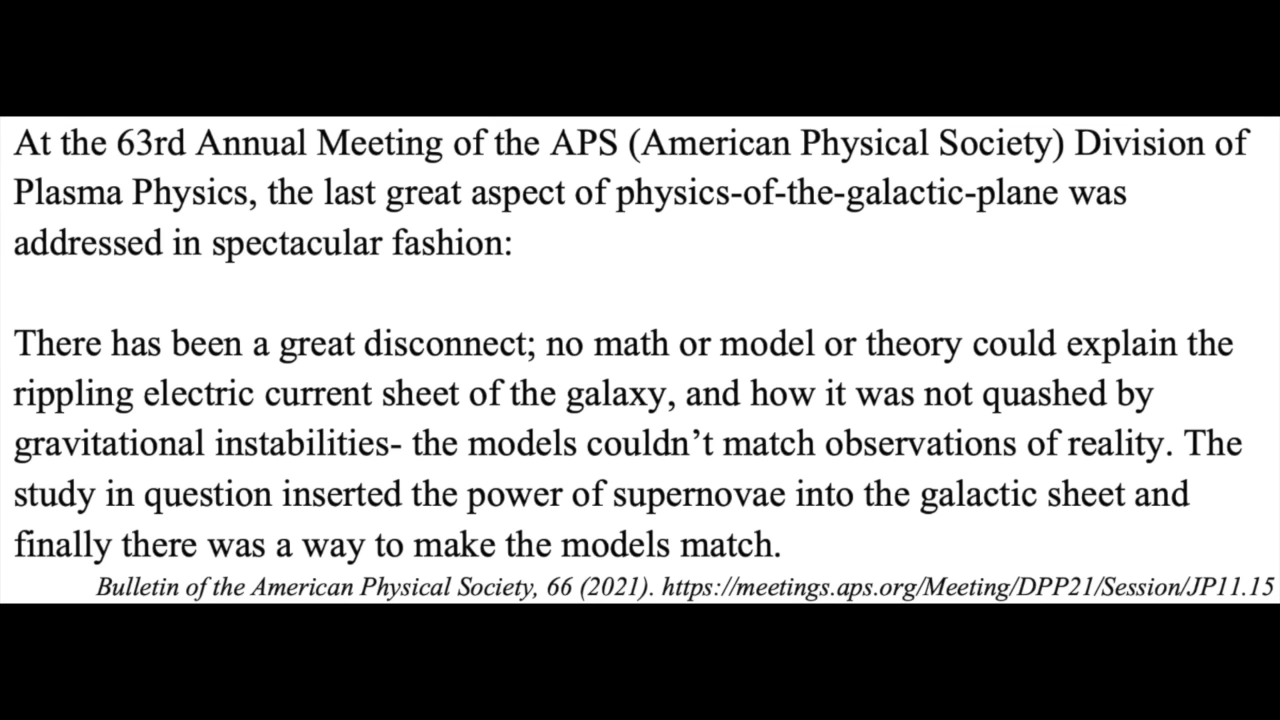 At the 63rd Annual Meeting of the APS (American Physical Society) Division of
Plasma Physics, the last great aspect of physics-of-the-galactic-plane was
addressed in spectacular fashion:
There has been a great disconnect; no math or model or theory could explain the
rippling electric current sheet of the galaxy, and how it was not quashed by
gravitational instabilities- the models couldn’t match observations of reality. The
study in question inserted the power of supernovae into the galactic sheet and
finally there was a way to make the models match.
Bulletin of the American Physical Society, 66 (2021). https://meetings.aps.org/Meeting/DPP21/Session/JP11.15